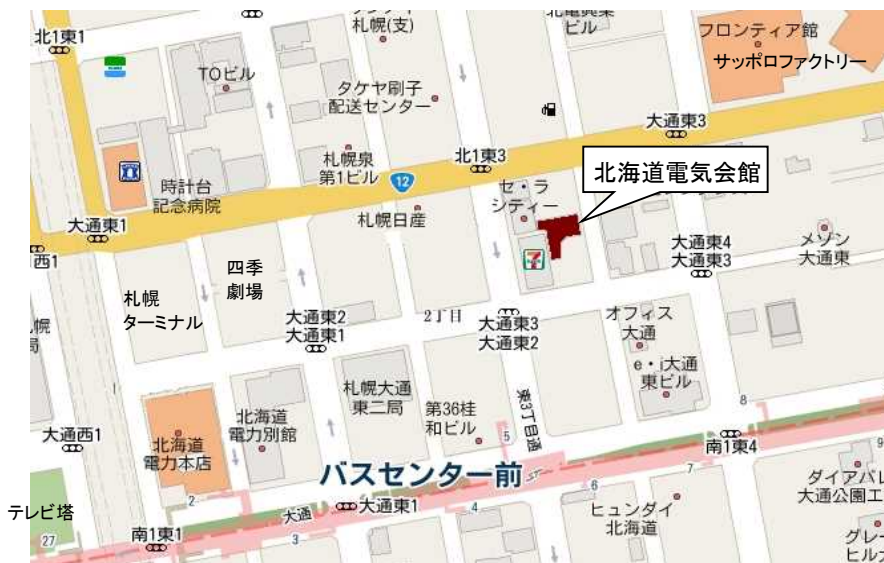 北1東1
札幌(支)
ビル
フロンティア館
サッポロファクトリー
TOビル
タケヤ刷子
配送センター
大通東3
北1東3
札幌泉
第1ビル
12
北海道電気会館
時計台
記念病院
セ・ラ
シティー
大通東1
札幌日産
西1
大通東4
大通東3
メゾン
大通東
四季
劇場
札幌
ターミナル
7
大通東2
大通東1
2丁目
大通東3
大通東2
オフィス
大通
e・i大通
東ビル
札幌大通
東二局
第36桂
和ビル
東3丁目通
8
大通西1
北海道
電力本店
北海道
電力別館
5
南1東4
9
バスセンター前
7
ダイアパレ
大通公園エ
テレビ塔
2
大通
大通東1
4
6
ヒュンダイ
北海道
27
南1東1
3
グレー
ヒル大